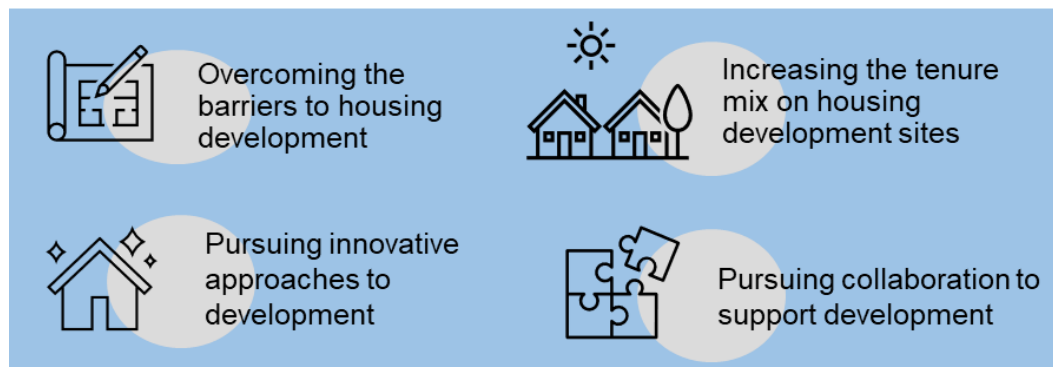 Overcoming the
barriers to housing
development
Increasing the tenure
mix on housing
development sites
Pursuing innovative
approaches to
development
Pursuing collaboration to
support development